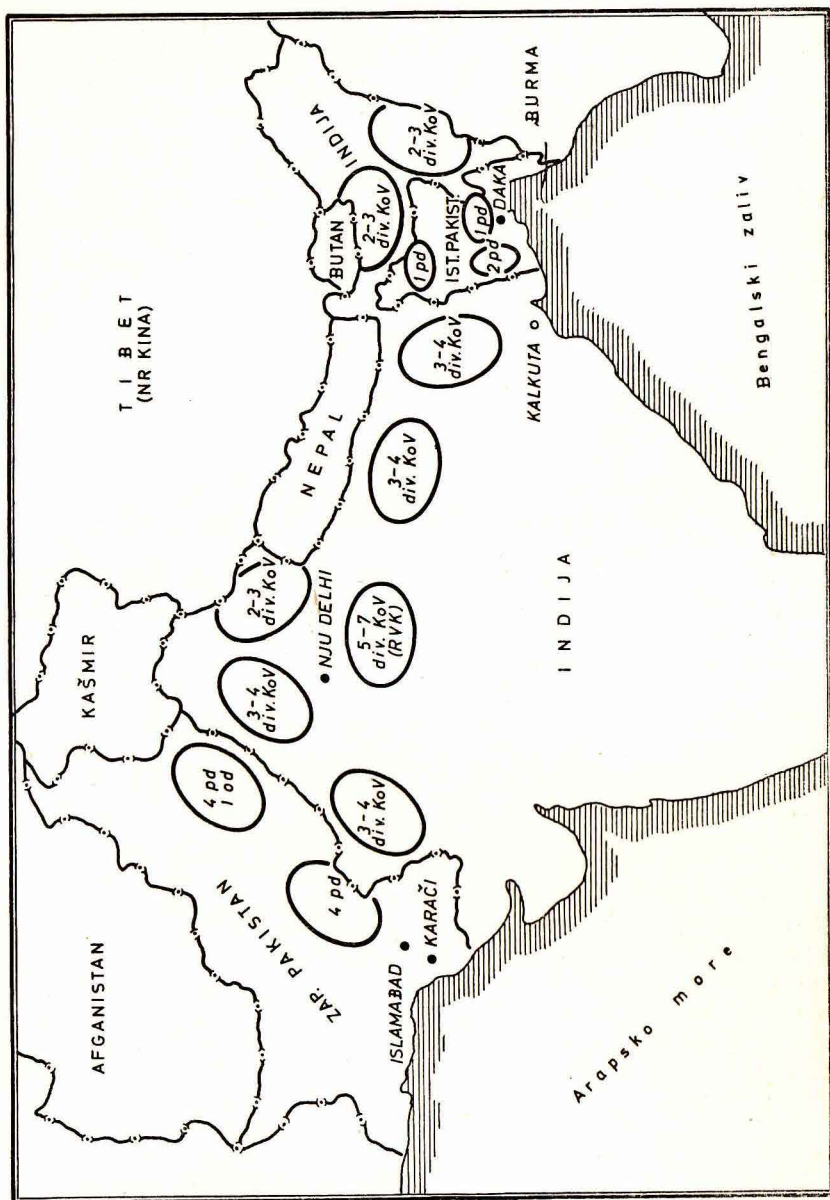 TIBET
(NR KINA)
AFGANISTAN
KAŠMIR
NEPAL
BUTAN
INDIJA
ZAP. PAKISTAN
4 pd
1 od
4 pd
3-4
div. KoV
3-4
div. KoV
2-3
div. KoV
NJU DELHI
5-7
div. KoV
(RVK)
3-4
div. KoV
3-4
div. KoV
2-3
div. KoV
2-3
div. KoV
1 pd
IST. PAKIST.
1 pd
2 pd
DAKA
BURMA
KALKUTA
ISLAMABAD
KARAČI
INDIJA
Arapsko more
Bengalski zaliv